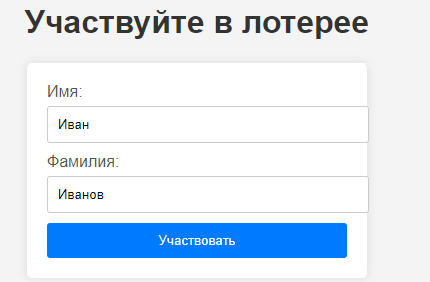 Участвуйте в лотерее
Имя:
Иван
Фамилия:
Иванов
Участвовать